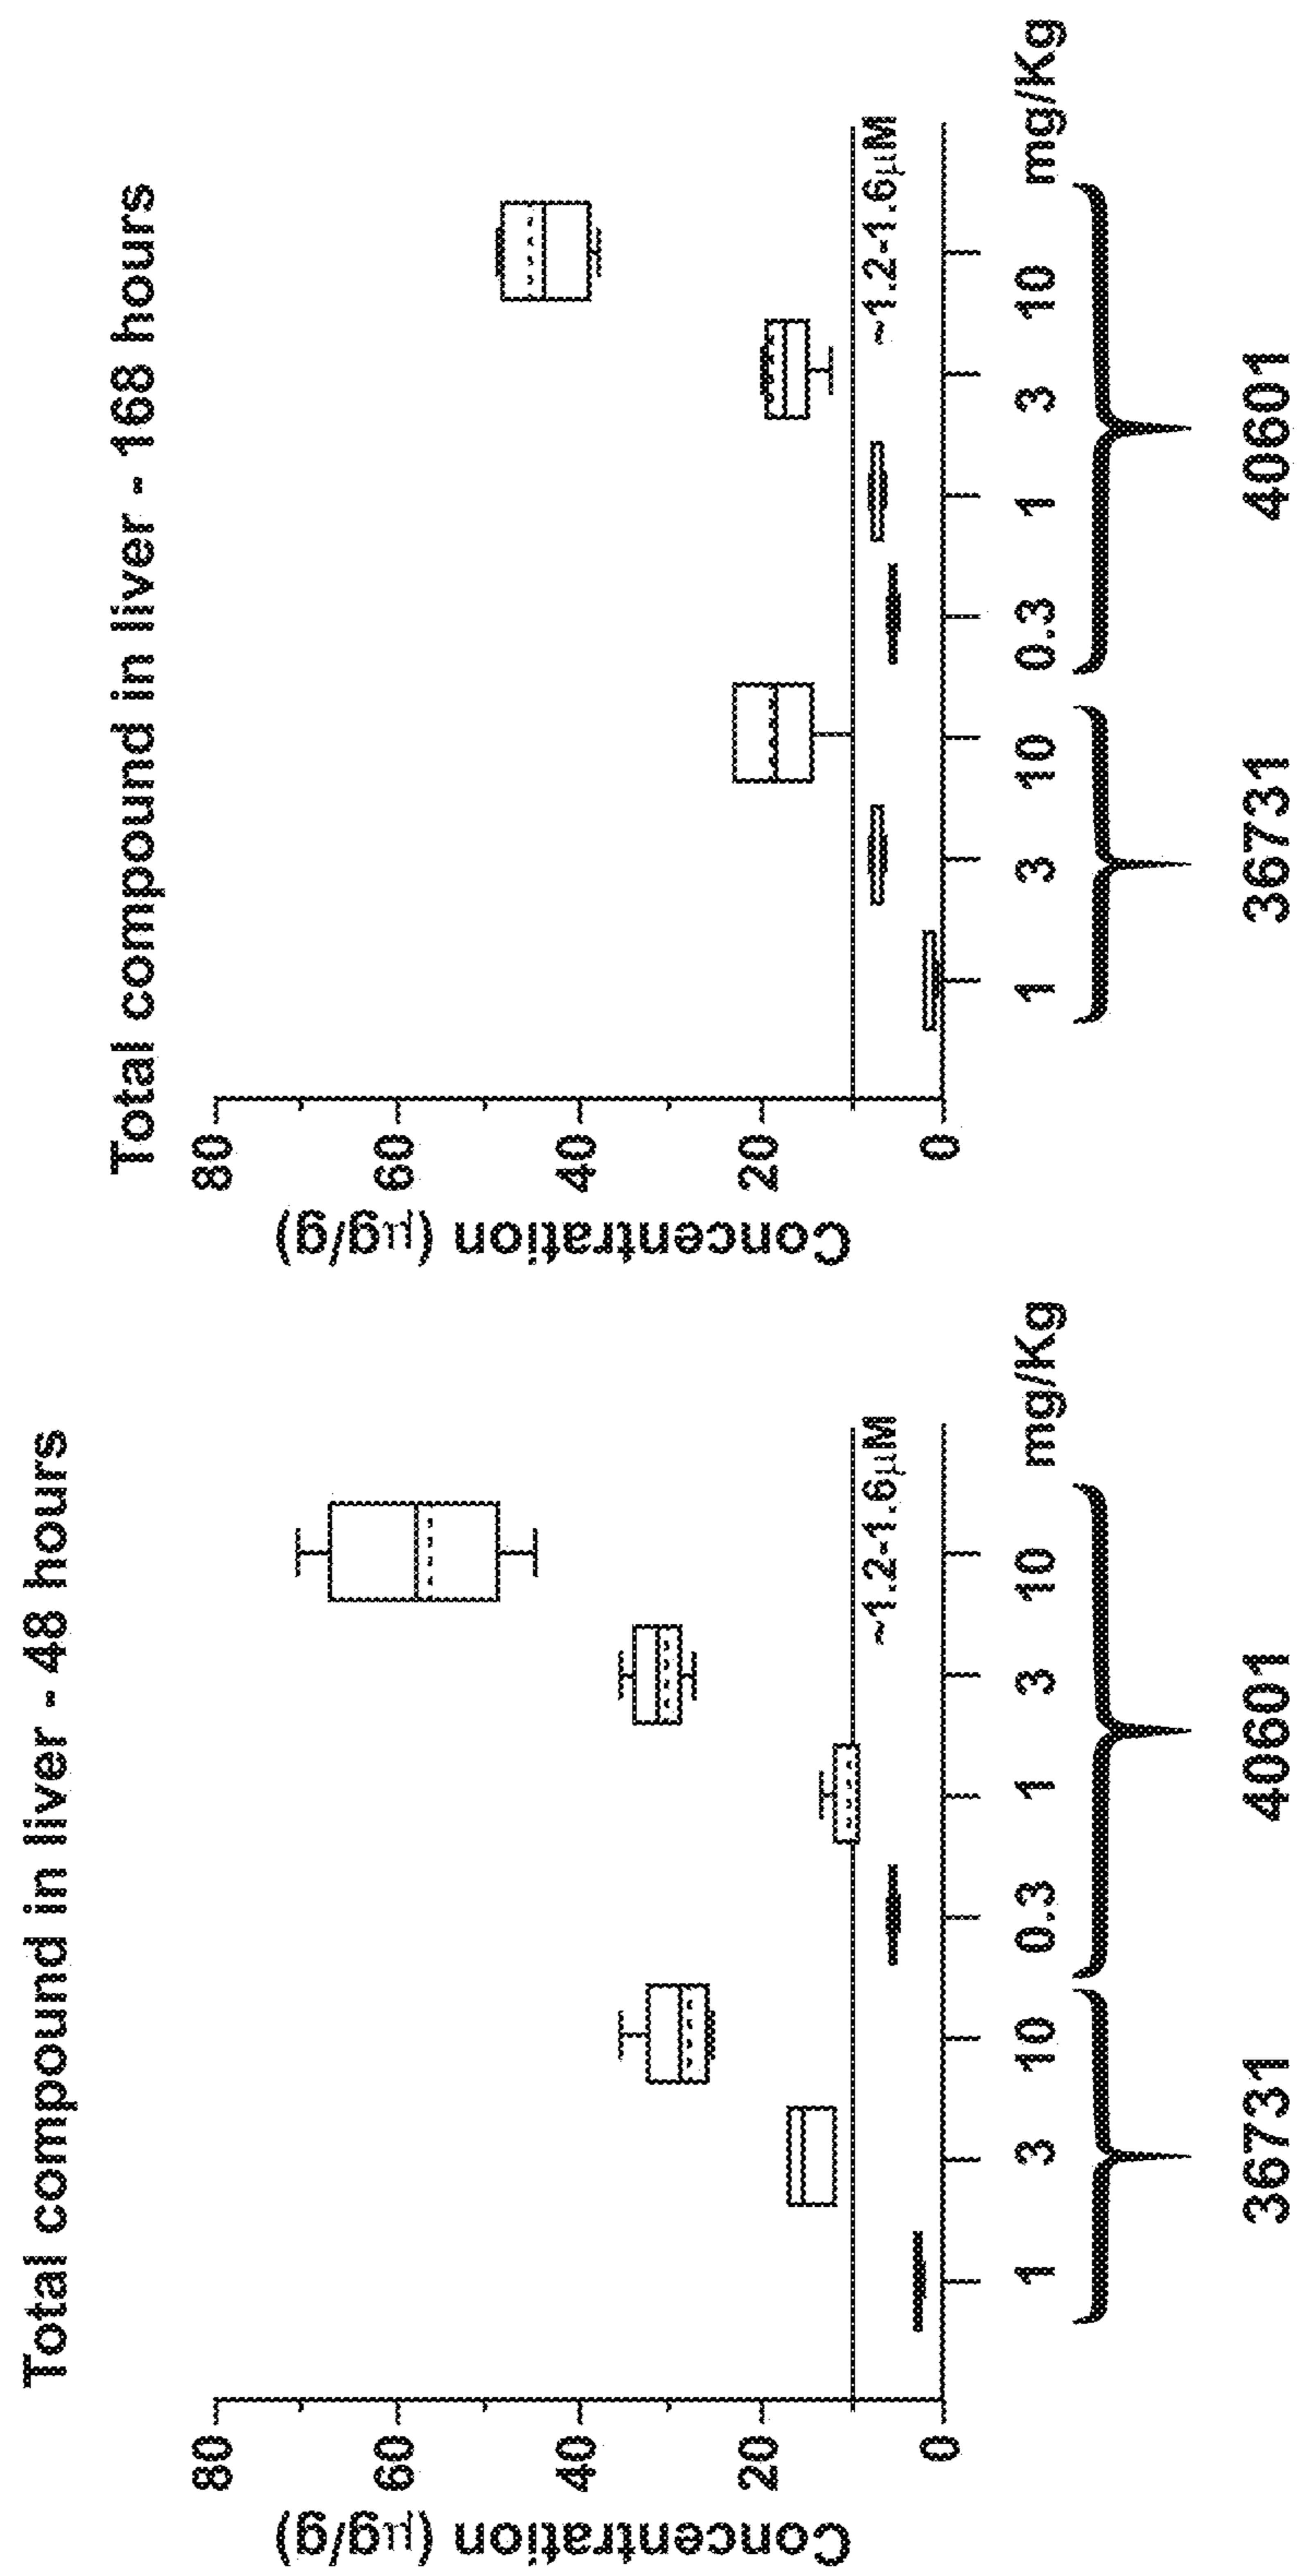 Total compound in liver - 48 hours
Concentration (μg/g)
80
60
40
20
0
~1.2-1.6μM
1 3 10 0.3 1 3 10 mg/Kg
36731 40601
Total compound in liver - 168 hours
Concentration (μg/g)
80
60
40
20
0
~1.2-1.6μM
1 3 10 0.3 1 3 10 mg/Kg
36731 40601